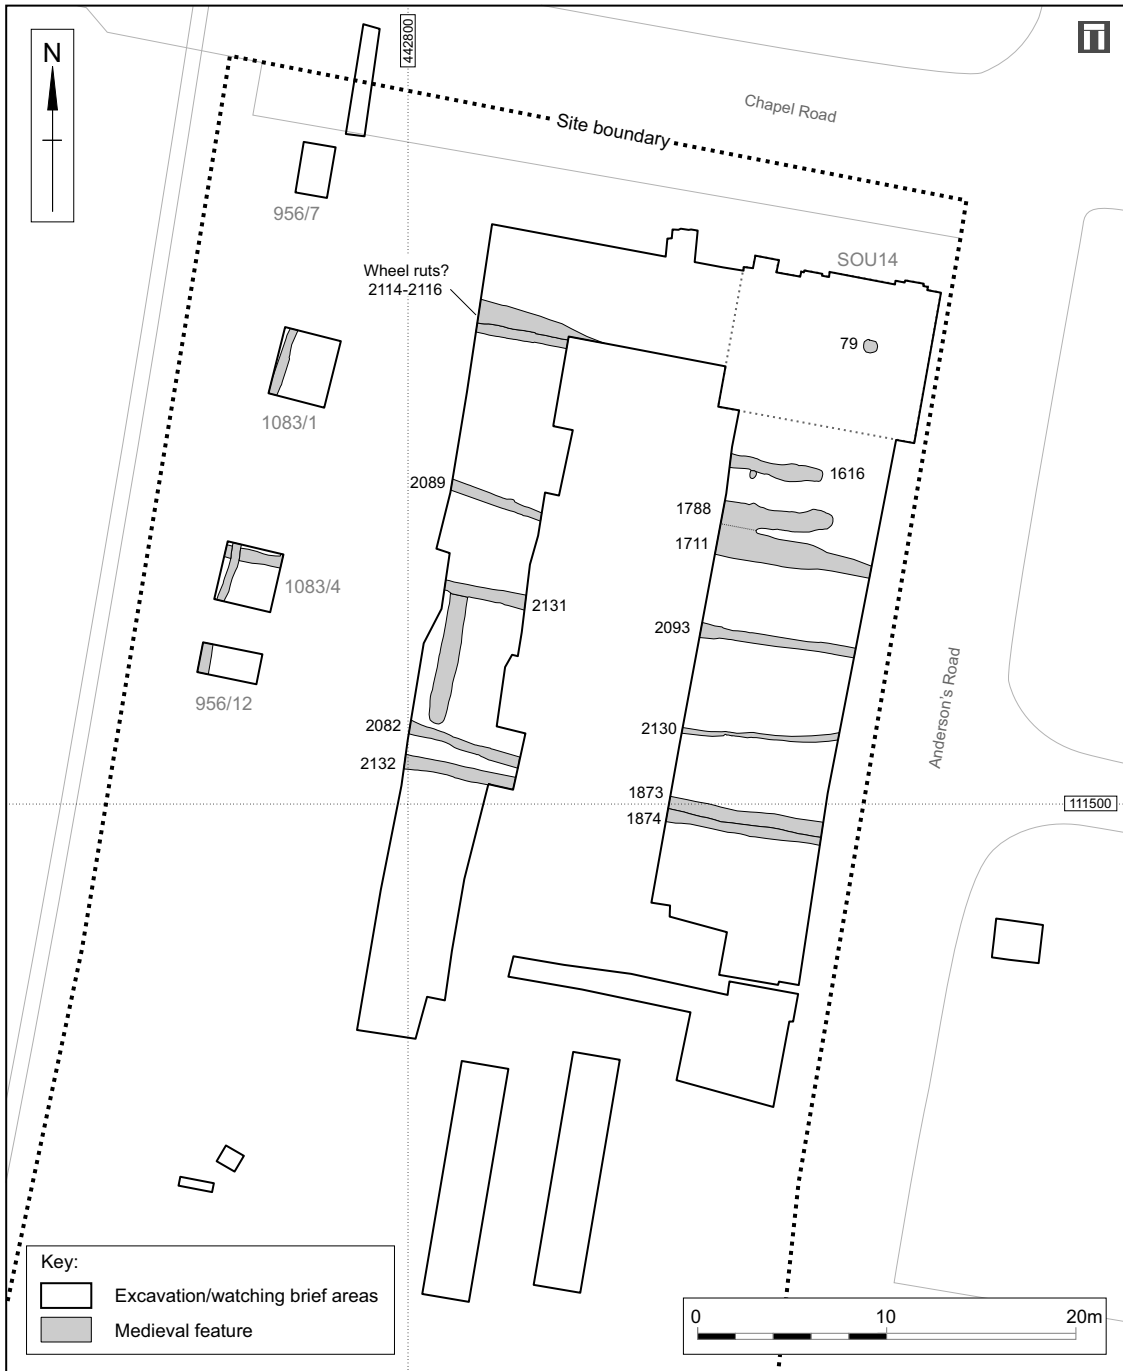 N
442800
Chapel Road
Site boundary
956/7
SOU14
Wheel ruts?
2114-2116
79
1083/1
1616
2089
1788
1711
1083/4
2131
2093
956/12
Anderson's Road
2082
2130
2132
1873
111500
1874
Key:
Excavation/watching brief areas
Medieval feature
0 10 20m